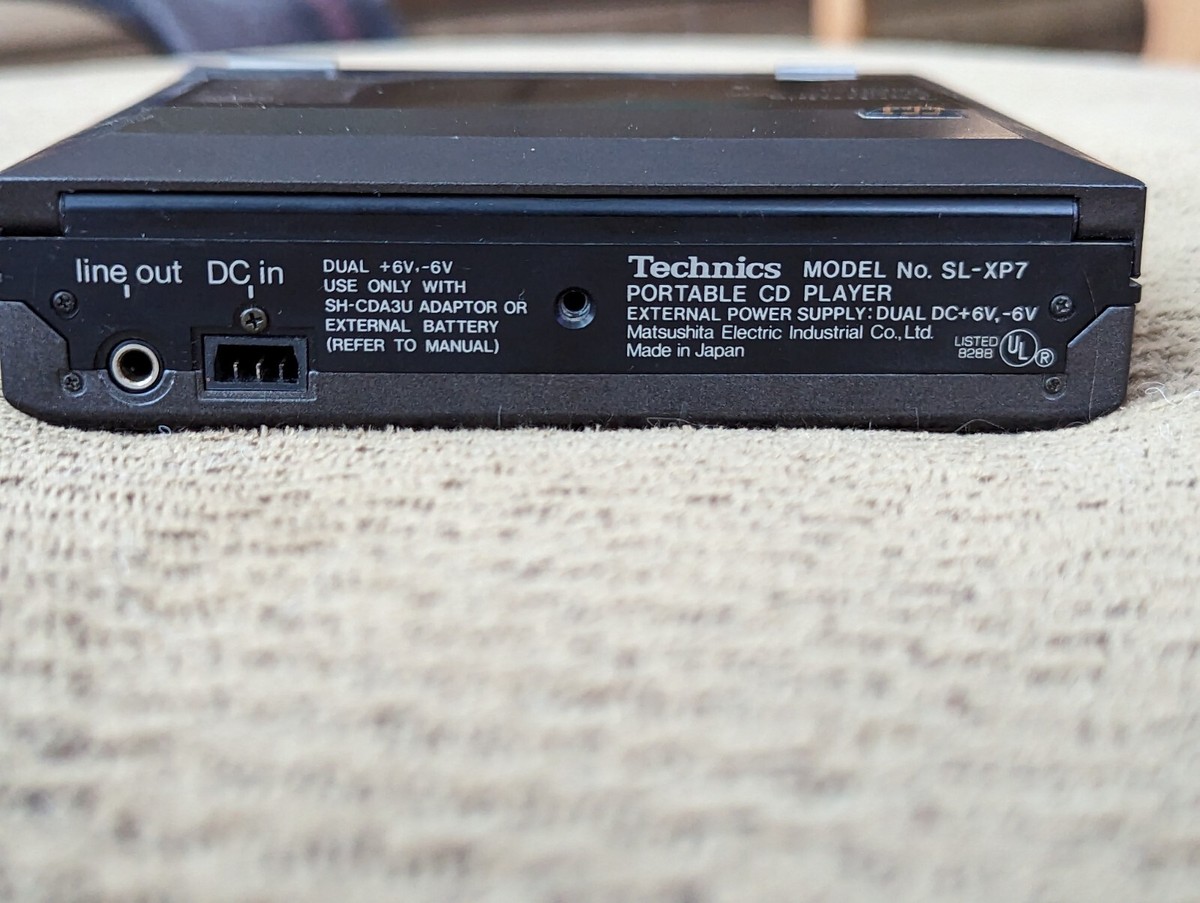 line out
DC in
DUAL +6V,-6V
USE ONLY WITH
SH-CDA3U ADAPTOR OR
EXTERNAL BATTERY
(REFER TO MANUAL)
Technics MODEL No. SL-XP7
PORTABLE CD PLAYER
EXTERNAL POWER SUPPLY: DUAL DC+6V,-6V
Matsushita Electric Industrial Co., Ltd.
Made in Japan
LISTED
8288
UL ®